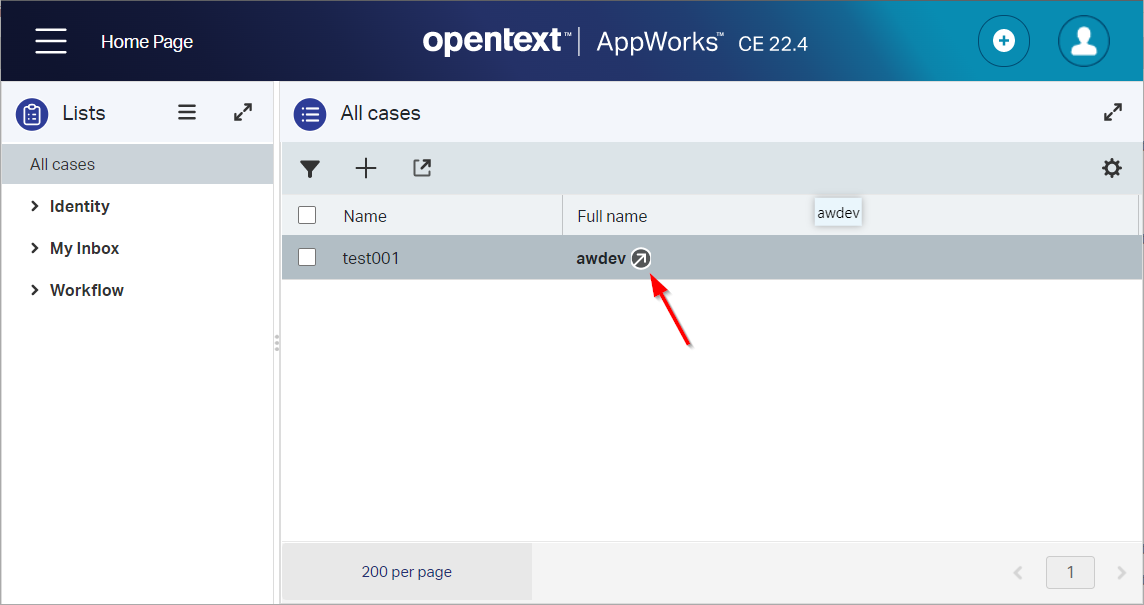 Home Page
opentext™ | AppWorks™ CE 22.4
Lists
All cases
All cases
Identity
My Inbox
Workflow
Name
Full name
awdev
test001
awdev
200 per page
1